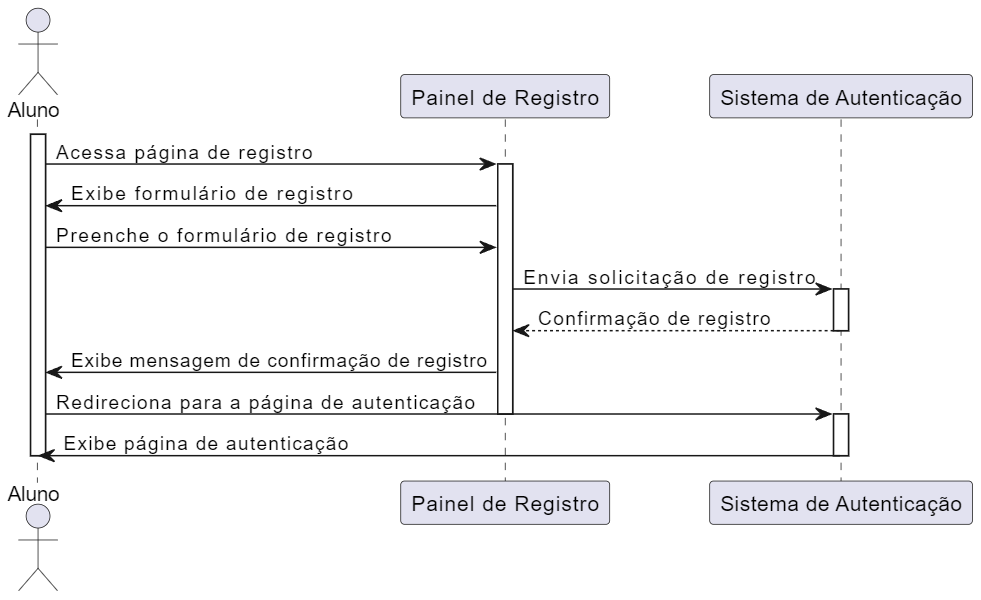 Aluno
Painel de Registro
Sistema de Autenticação
Acessa página de registro
Exibe formulário de registro
Preenche o formulário de registro
Envia solicitação de registro
Confirmação de registro
Exibe mensagem de confirmação de registro
Redireciona para a página de autenticação
Exibe página de autenticação
Aluno
Painel de Registro
Sistema de Autenticação